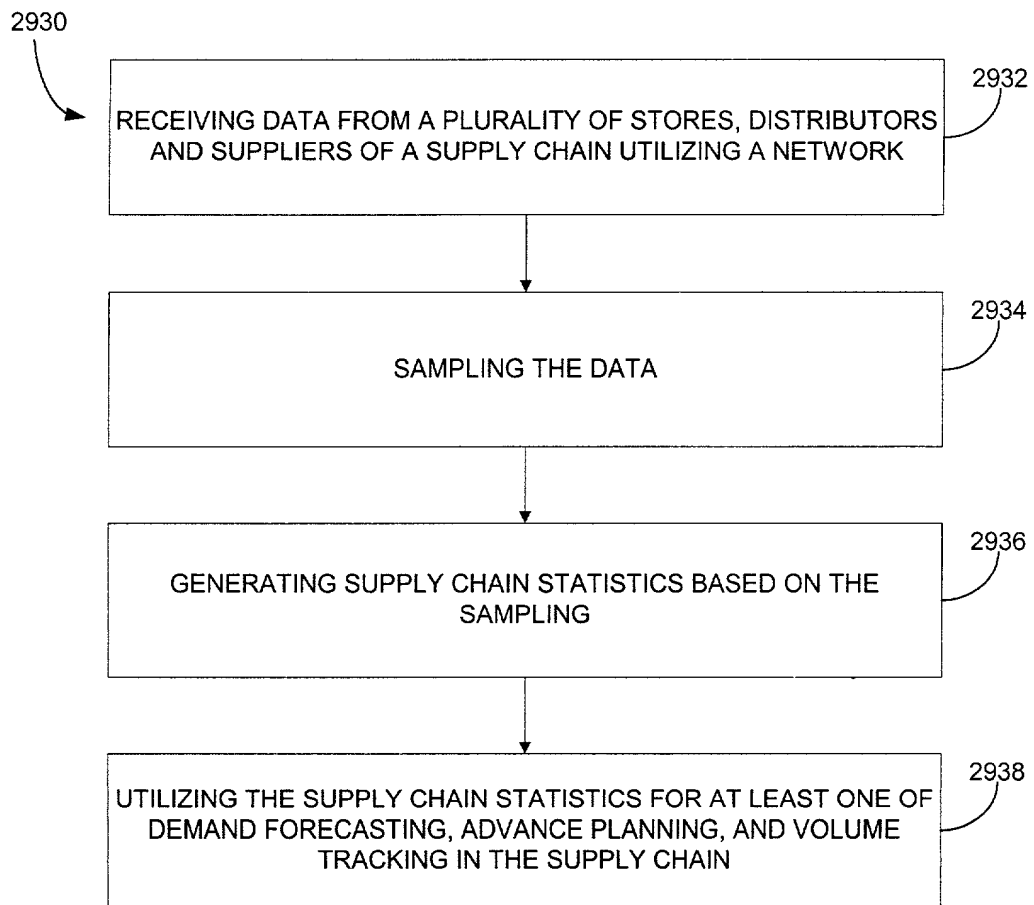 2930
2932
RECEIVING DATA FROM A PLURALITY OF STORES, DISTRIBUTORS
AND SUPPLIERS OF A SUPPLY CHAIN UTILIZING A NETWORK
2934
SAMPLING THE DATA
2936
GENERATING SUPPLY CHAIN STATISTICS BASED ON THE
SAMPLING
2938
UTILIZING THE SUPPLY CHAIN STATISTICS FOR AT LEAST ONE OF
DEMAND FORECASTING, ADVANCE PLANNING, AND VOLUME
TRACKING IN THE SUPPLY CHAIN